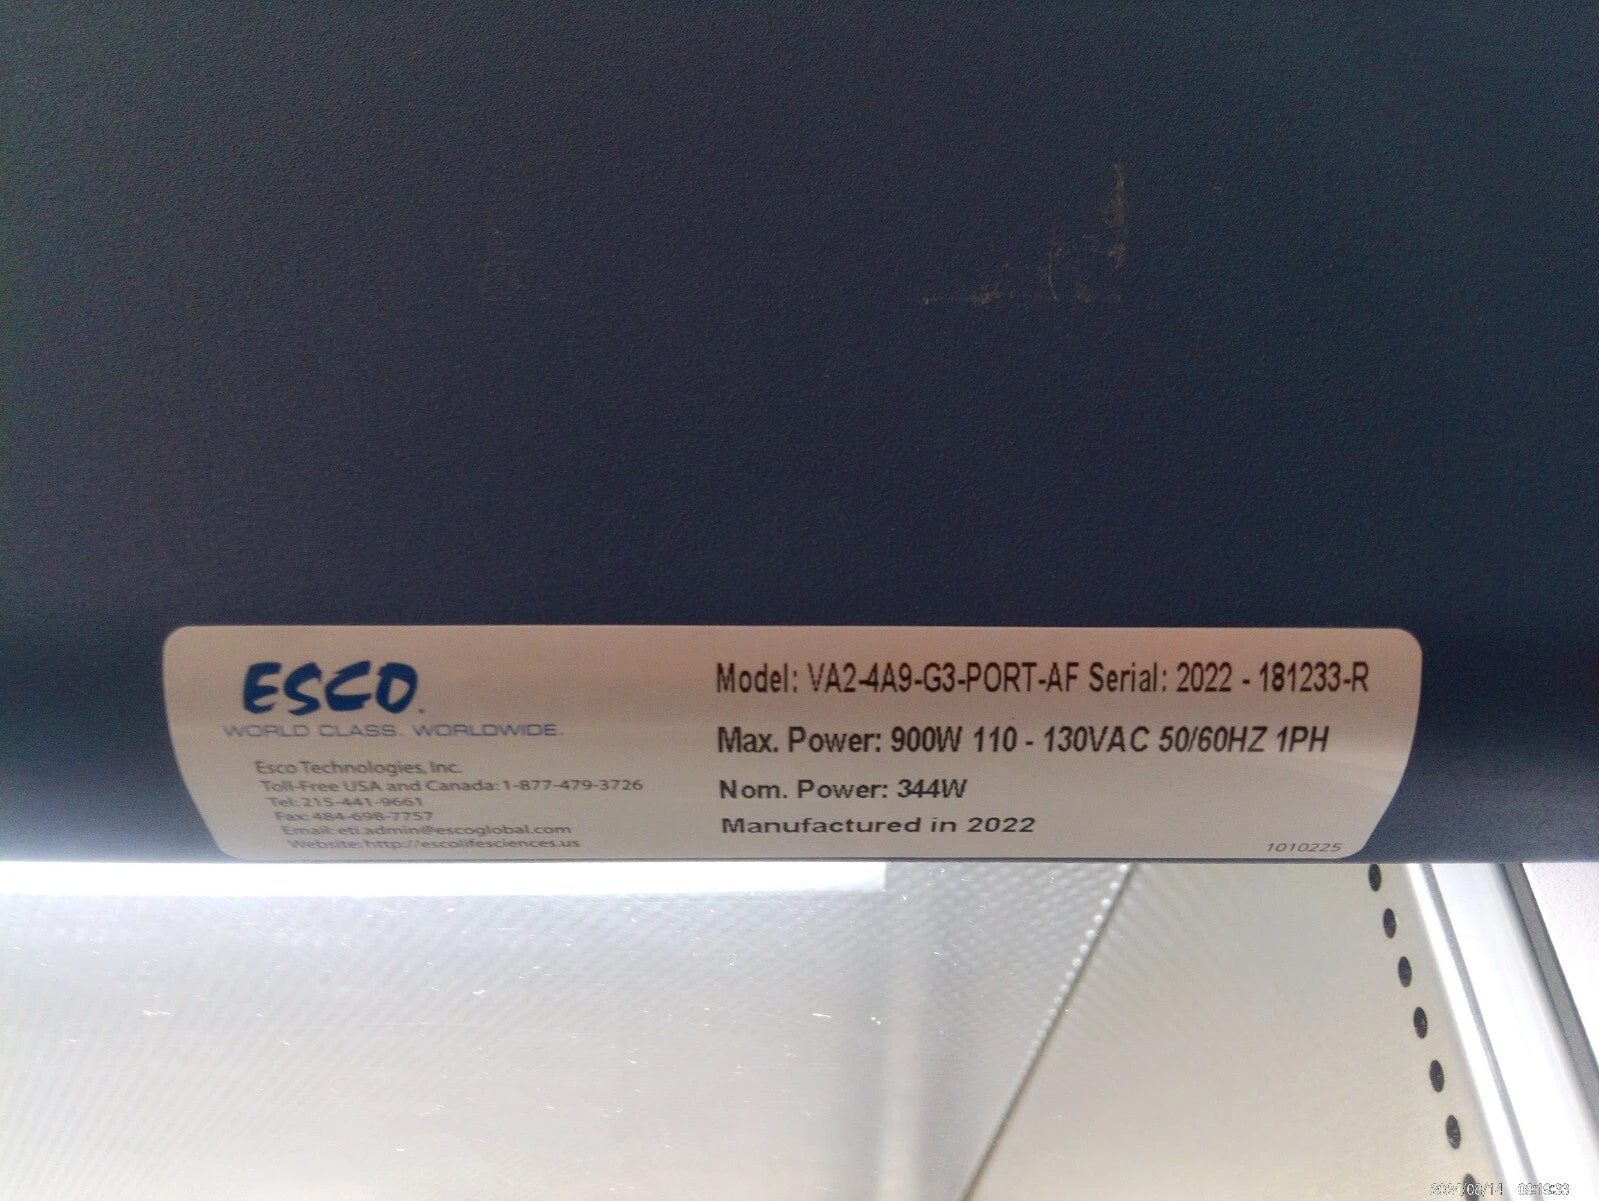 ESCO.
WORLD CLASS. WORLDWIDE.
Esco Technologies, Inc.
Toll-Free USA and Canada: 1-877-479-3726
Tel: 215-441-9661
Fax: 484-698-7757
Email: eti.admin@escoglobal.com
Website: http://escolifesciences.us
Model: VA2-4A9-G3-PORT-AF Serial: 2022 - 181233-R
Max. Power: 900W 110 - 130VAC 50/60HZ 1PH
Nom. Power: 344W
Manufactured in 2022
1010225